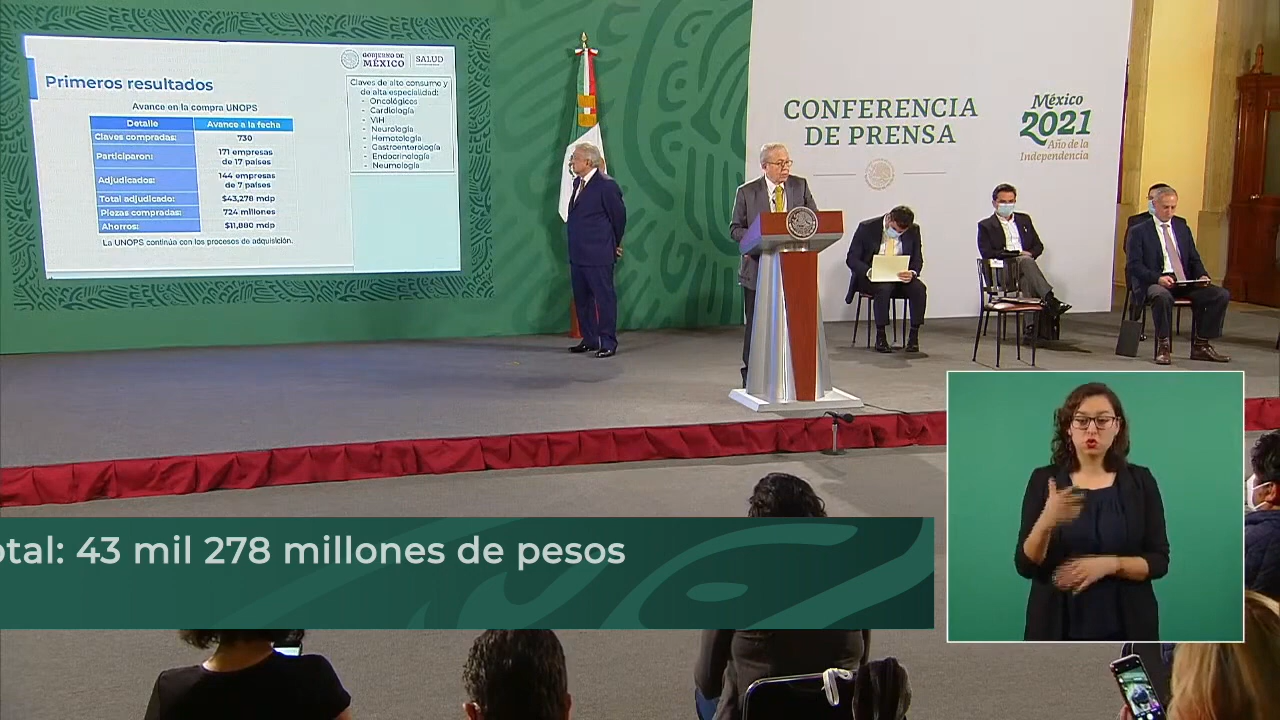 GOBIERNO DE
MÉXICO
SALUD
Primeros resultados
Avance en la compra UNOPS
Detalle Avance a la fecha
Claves compradas: 730
Participaron: 171 empresas
de 17 países
Adjudicados: 144 empresas
de 7 países
Total adjudicado: $43,278 mdp
Piezas compradas: 724 millones
Ahorros: $11,880 mdp
La UNOPS continúa con los procesos de adquisición.
Claves de alto consumo y
de alta especialidad:
- Oncológicos
- Cardiología
- VIH
- Neurología
- Hematología
- Gastroenterología
- Endocrinología
- Neumología
CONFERENCIA
DE PRENSA
México
2021
Año de la
Independencia
otal: 43 mil 278 millones de pesos